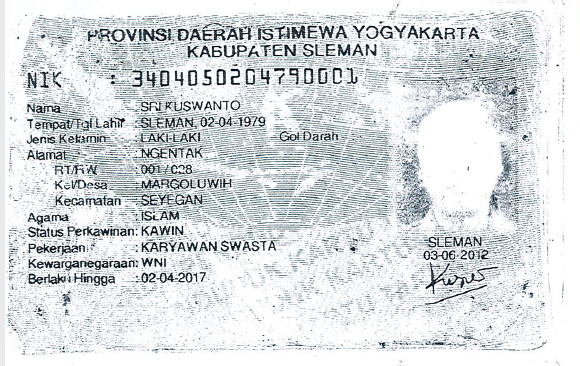 PROVINSI DAERAH ISTIMEWA YOGYAKARTA
KABUPATEN SLEMAN
NIK : 3404050204790001
Nama : SRI KUSWANTO
Tempat/Tgl Lahir : SLEMAN, 02-04-1979
Jenis Kelamin : LAKI-LAKI Gol Darah
Alamat : NGENTAK
RT/RW : 001 / 028
Kel/Desa : MARGOLUWIH
Kecamatan : SEYEGAN
Agama : ISLAM
Status Perkawinan: KAWIN
Pekerjaan : KARYAWAN SWASTA
Kewarganegaraan: WNI
Berlaku Hingga : 02-04-2017
SLEMAN
03-06-2012